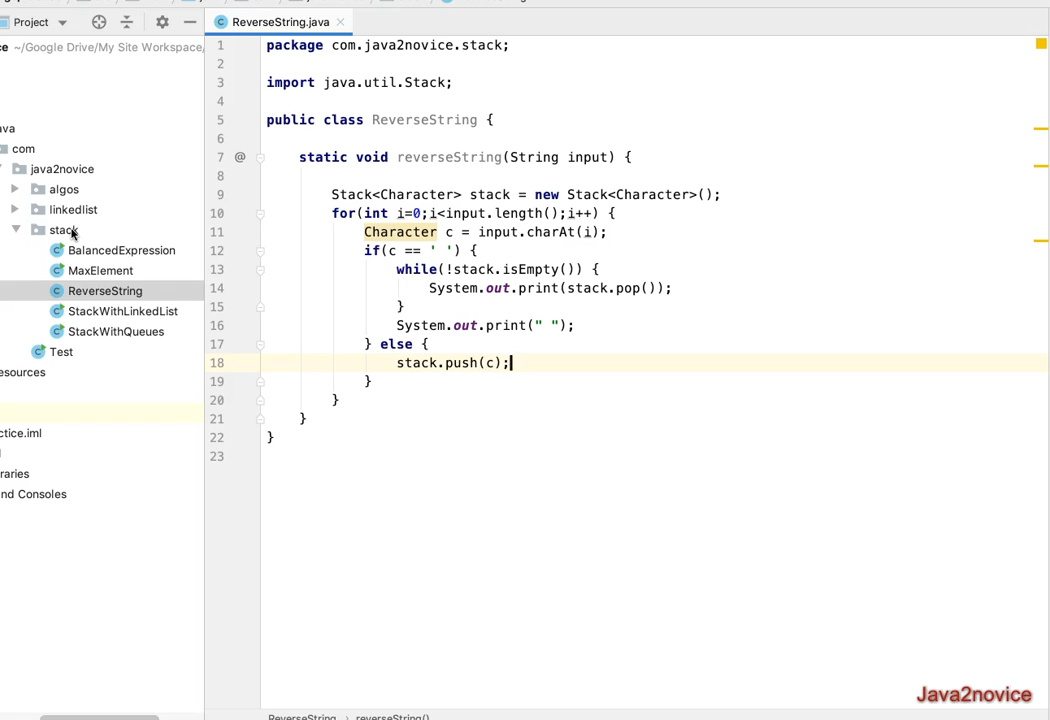 Project
ReverseString.java
ce ~/Google Drive/My Site Workspace/
ava
com
java2novice
algos
linkedlist
stack
BalancedExpression
MaxElement
ReverseString
StackWithLinkedList
StackWithQueues
Test
esources
ctice.iml
raries
nd Consoles
1 package com.java2novice.stack;
2
3 import java.util.Stack;
4
5 public class ReverseString {
6
7 @ static void reverseString(String input) {
8
9 Stack<Character> stack = new Stack<Character>();
10 for(int i=0;i<input.length();i++) {
11 Character c = input.charAt(i);
12 if(c == ' ') {
13 while(!stack.isEmpty()) {
14 System.out.print(stack.pop());
15 }
16 System.out.print(" ");
17 } else {
18 stack.push(c);
19 }
20 }
21 }
22 }
23
Java2novice
ReverseString › reverseString()